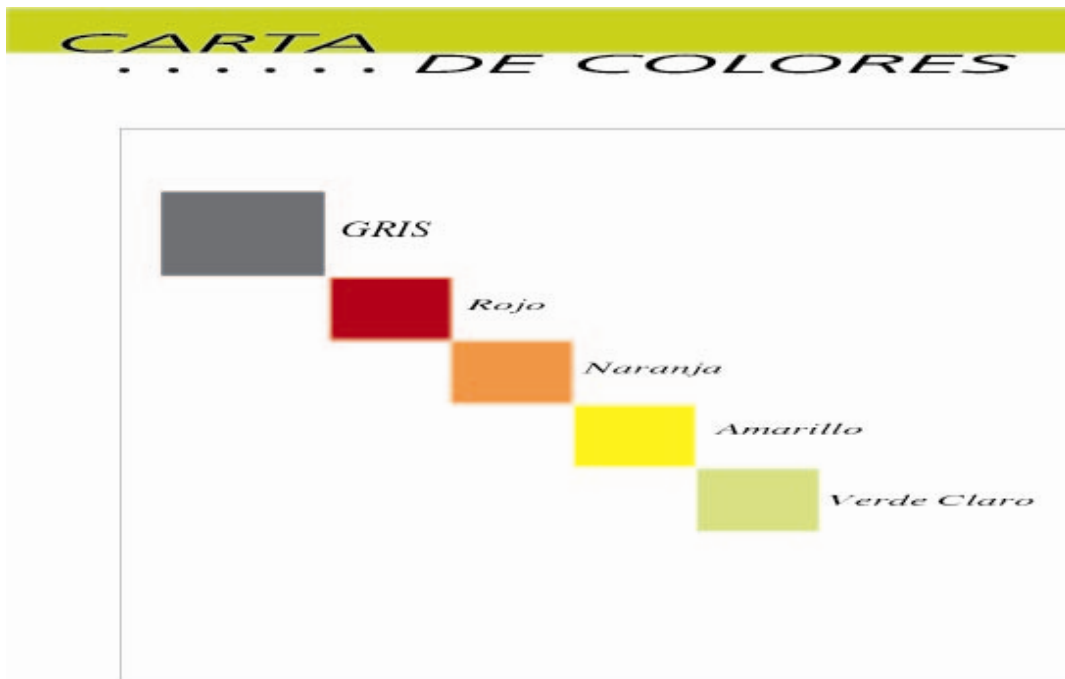 CARTA
...... DE COLORES
GRIS
Rojo
Naranja
Amarillo
Verde Claro